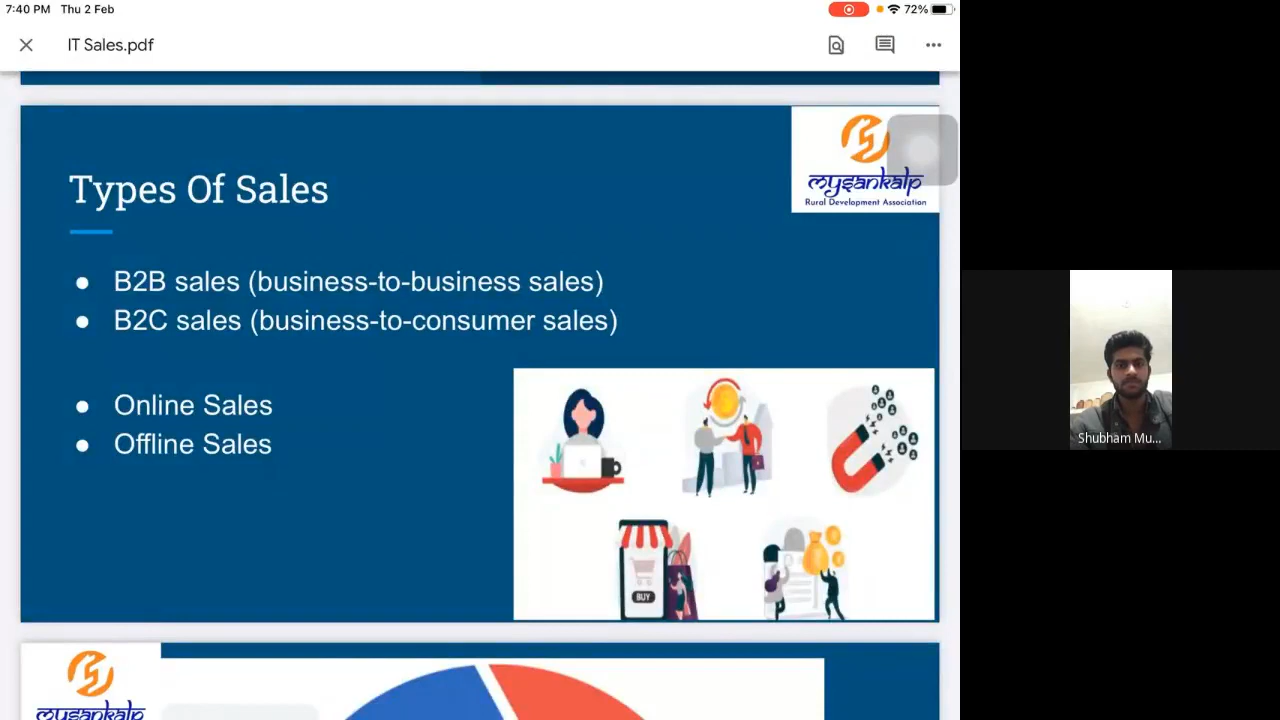 7:40 PM Thu 2 Feb
72%
IT Sales.pdf
mysankalp
Rural Development Association
Types Of Sales
● B2B sales (business-to-business sales)
● B2C sales (business-to-consumer sales)
● Online Sales
● Offline Sales
BUY
Shubham Mu...
mysankalp